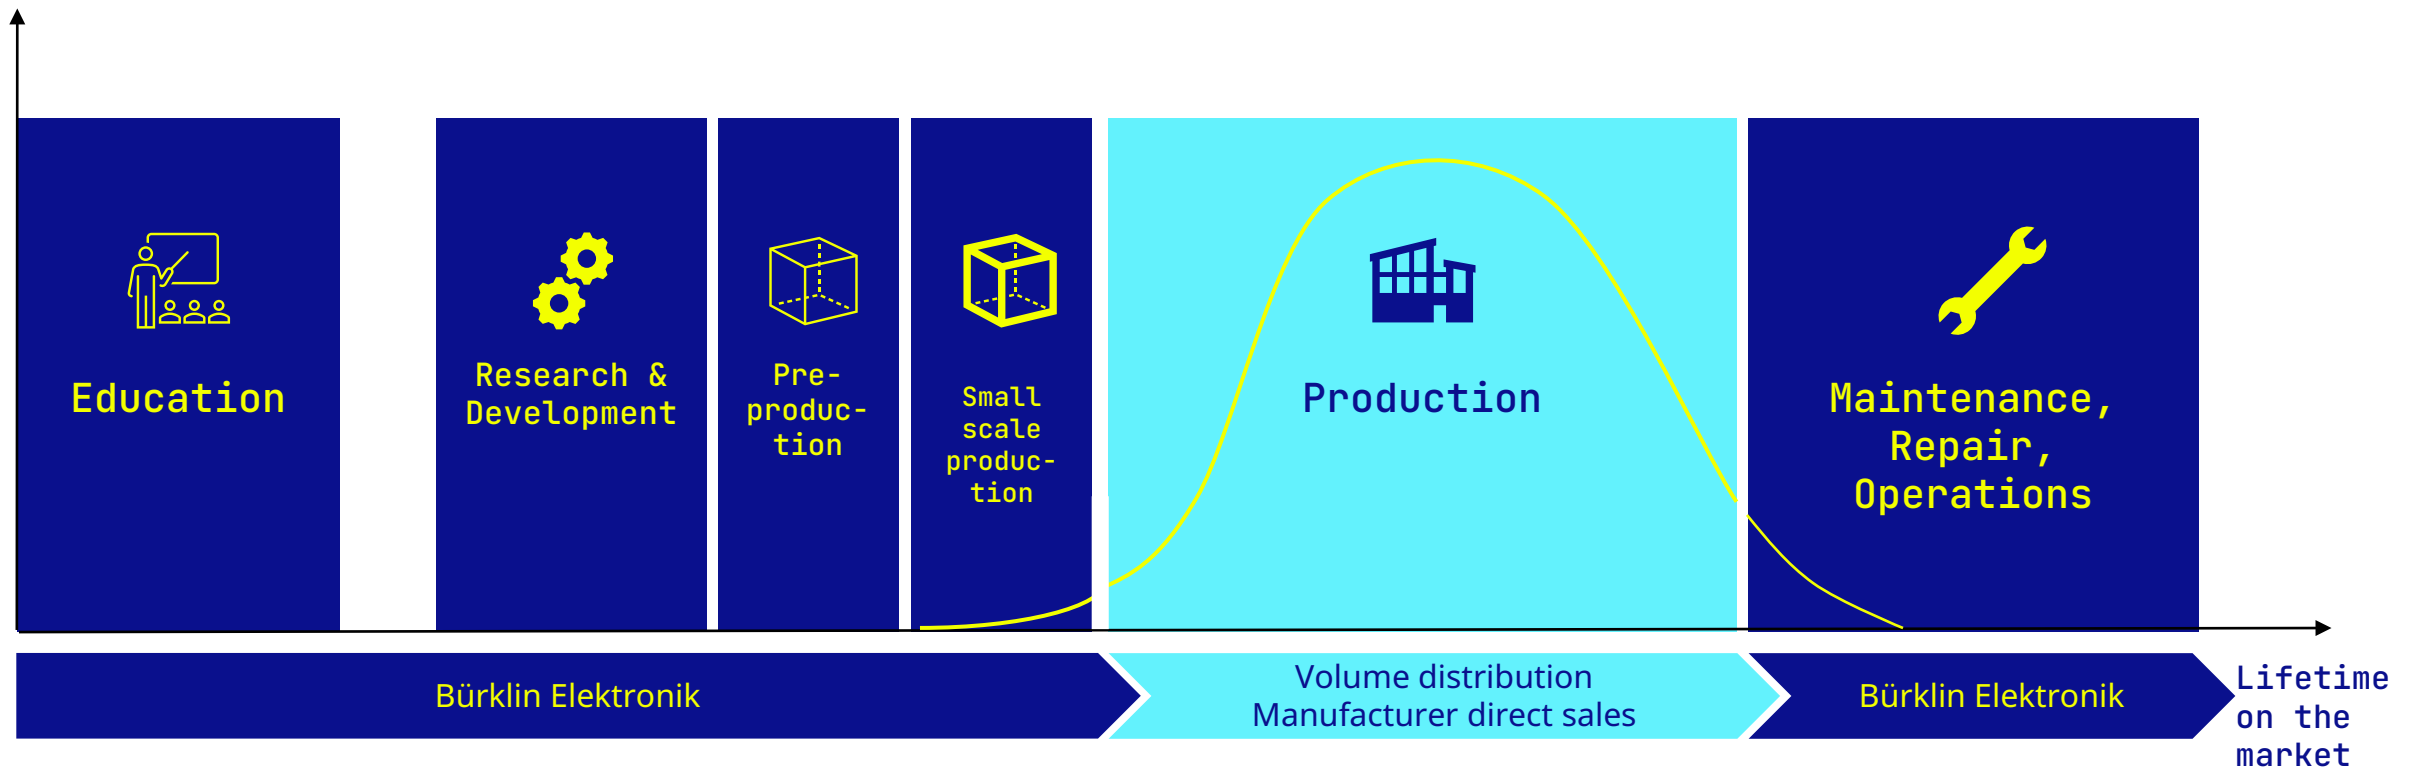 Education
Research &
Development
Pre-
produc-
tion
Small
scale
produc-
tion
Production
Maintenance,
Repair,
Operations
Bürklin Elektronik
Volume distribution
Manufacturer direct sales
Bürklin Elektronik
Lifetime
on the
market